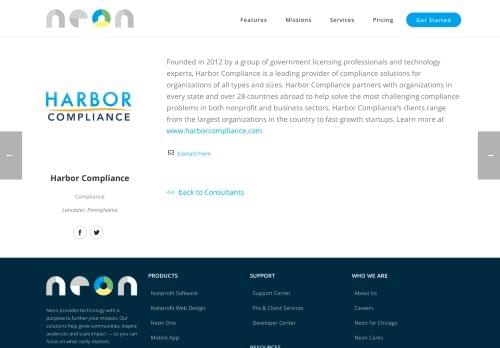 neon
Features
Missions
Services
Pricing
Get Started
Founded in 2012 by a group of government licensing professionals and technology
experts, Harbor Compliance is a leading provider of compliance solutions for
organizations of all types and sizes. Harbor Compliance partners with organizations in
every state and over 28 countries abroad to help solve the most challenging compliance
problems in both nonprofit and business sectors. Harbor Compliance's clients range
from the largest organizations in the country to fast-growth startups. Learn more at
www.harborcompliance.com.
Contact Form
<< back to Consultants
HARBOR
COMPLIANCE
Harbor Compliance
Compliance
Lancaster, Pennsylvania
neon
Neon provides technology with a
purpose to further your mission. Our
solutions help grow communities, inspire
audiences and scale impact — so you can
focus on what really matters.
PRODUCTS
Nonprofit Software
Nonprofit Web Design
Neon One
Mobile App
SUPPORT
Support Center
Pro & Client Services
Developer Center
RESOURCES
WHO WE ARE
About Us
Careers
Neon for Chicago
Neon Cares